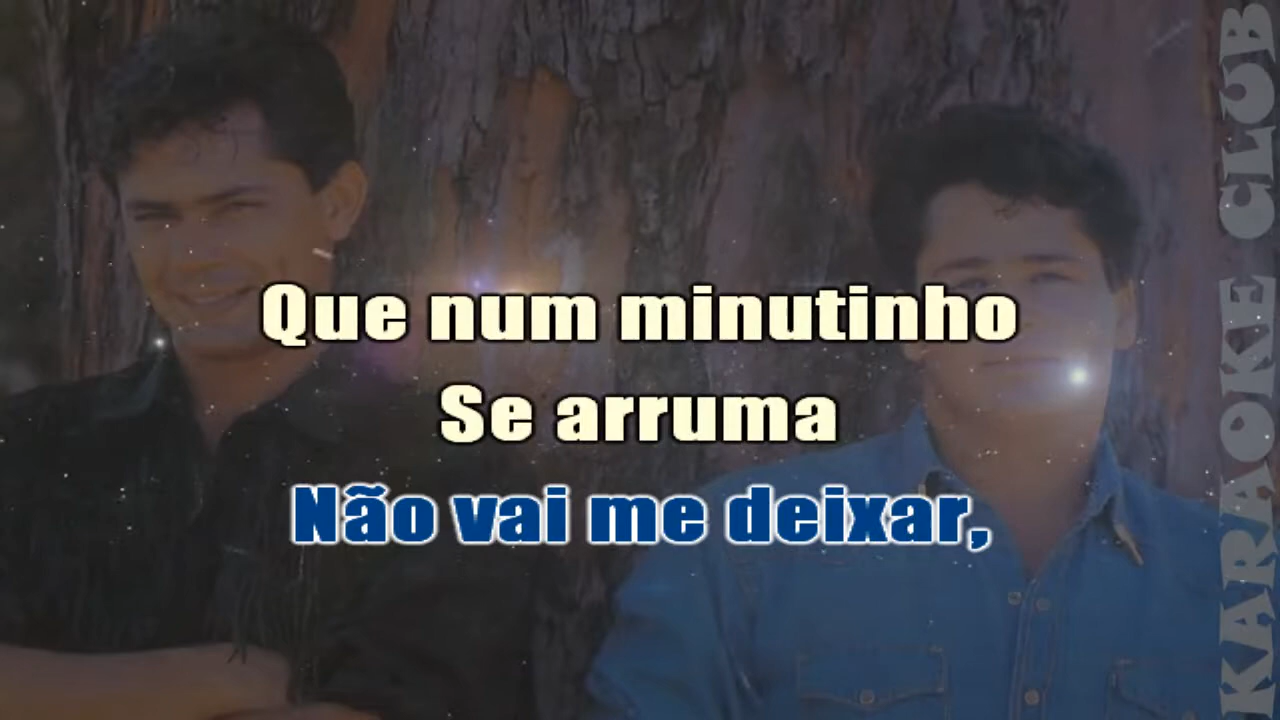 Que num minutinho
Se arruma
Não vai me deixar,
KARAOKE CLUB